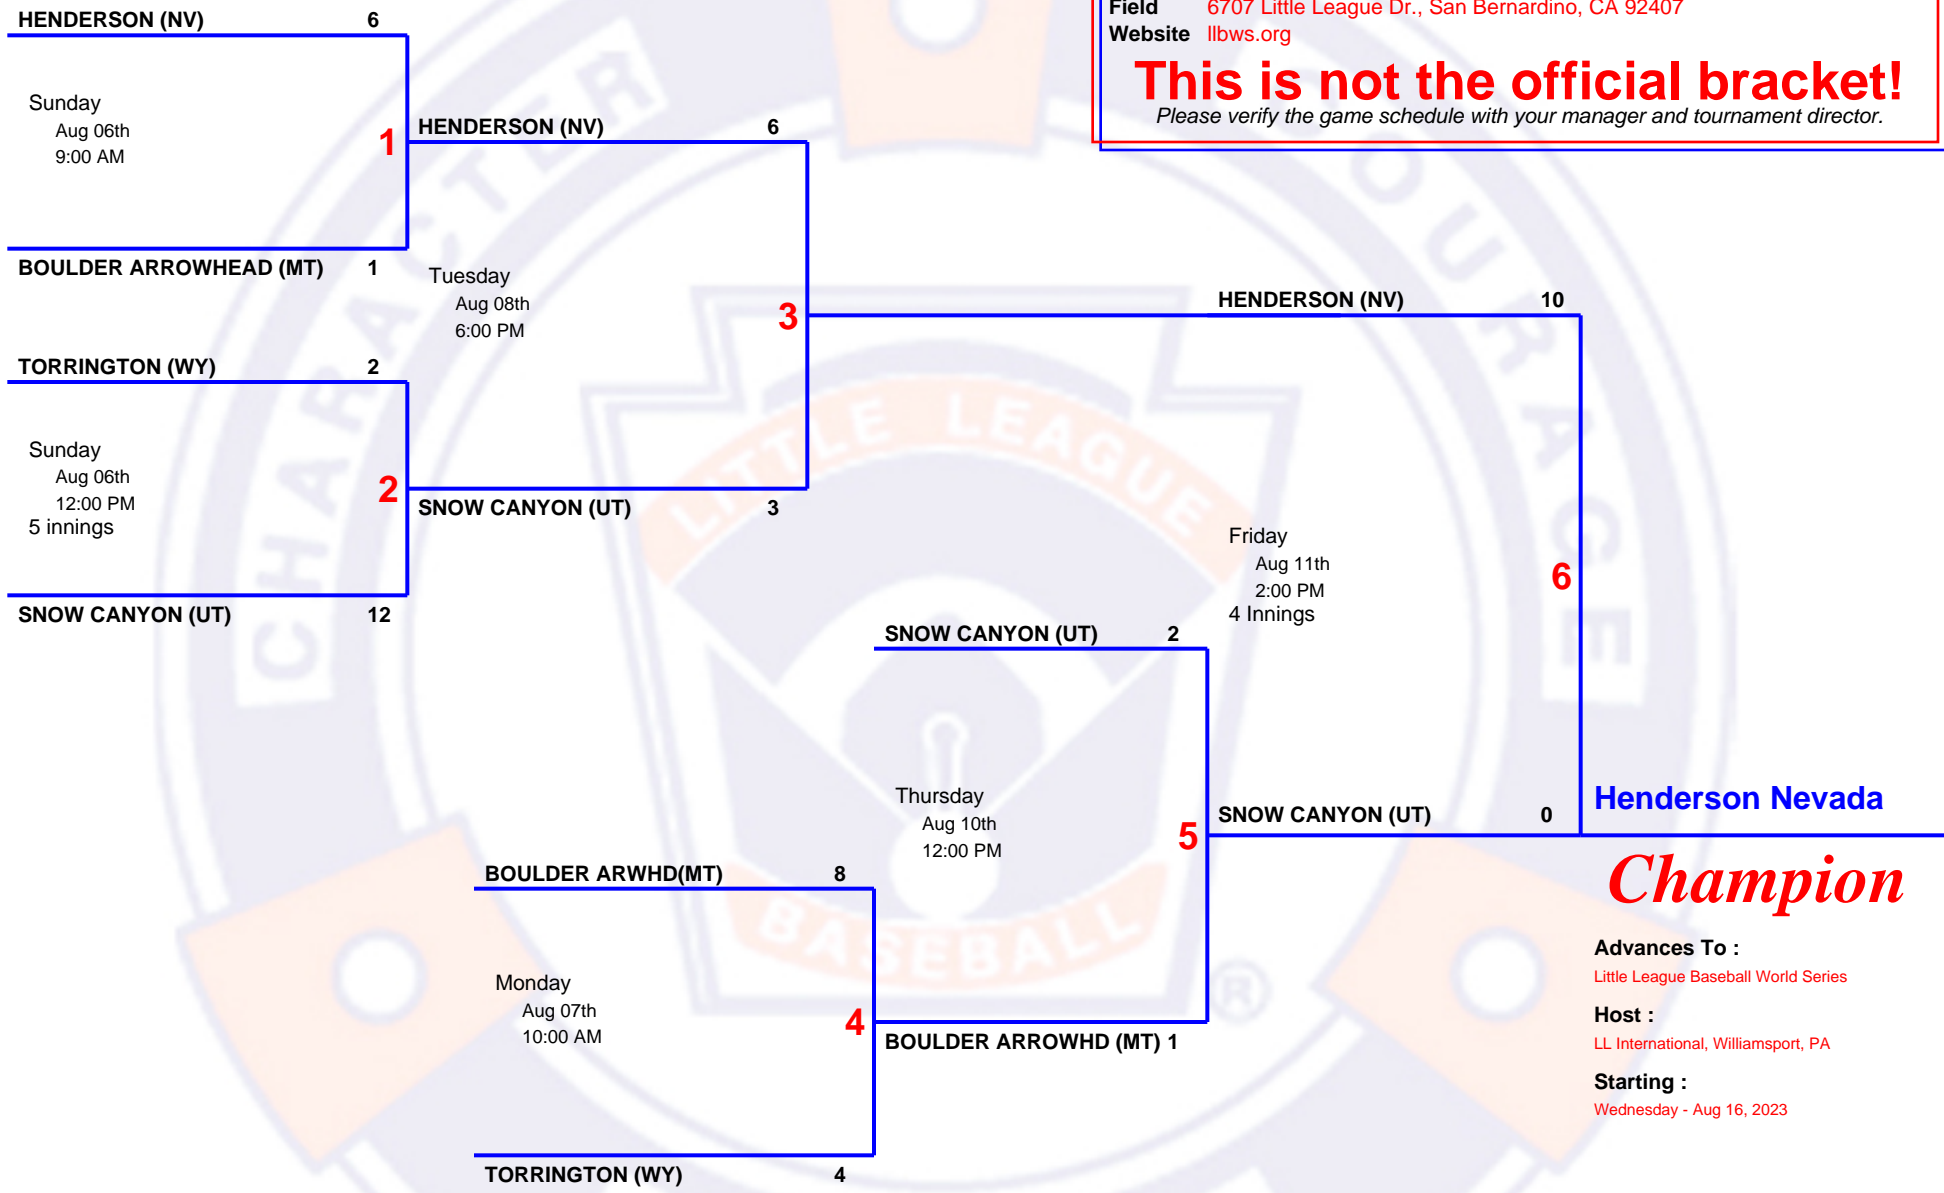 HENDERSON (NV) 6
Field 6707 Little League Dr., San Bernardino, CA 92407
Website llbws.org
This is not the official bracket!
Please verify the game schedule with your manager and tournament director.
Sunday
Aug 06th
9:00 AM
1
HENDERSON (NV) 6
BOULDER ARROWHEAD (MT) 1
Tuesday
Aug 08th
6:00 PM
3
HENDERSON (NV) 10
TORRINGTON (WY) 2
Sunday
Aug 06th
12:00 PM
5 innings
2
SNOW CANYON (UT) 3
SNOW CANYON (UT) 12
Friday
Aug 11th
2:00 PM
4 Innings
6
SNOW CANYON (UT) 2
Thursday
Aug 10th
12:00 PM
5
SNOW CANYON (UT) 0
Henderson Nevada
Champion
BOULDER ARWHD(MT) 8
Monday
Aug 07th
10:00 AM
4
BOULDER ARROWHD (MT) 1
TORRINGTON (WY) 4
Advances To :
Little League Baseball World Series
Host :
LL International, Williamsport, PA
Starting :
Wednesday - Aug 16, 2023
CHARACTER
COURAGE
LITTLE LEAGUE
BASEBALL
®